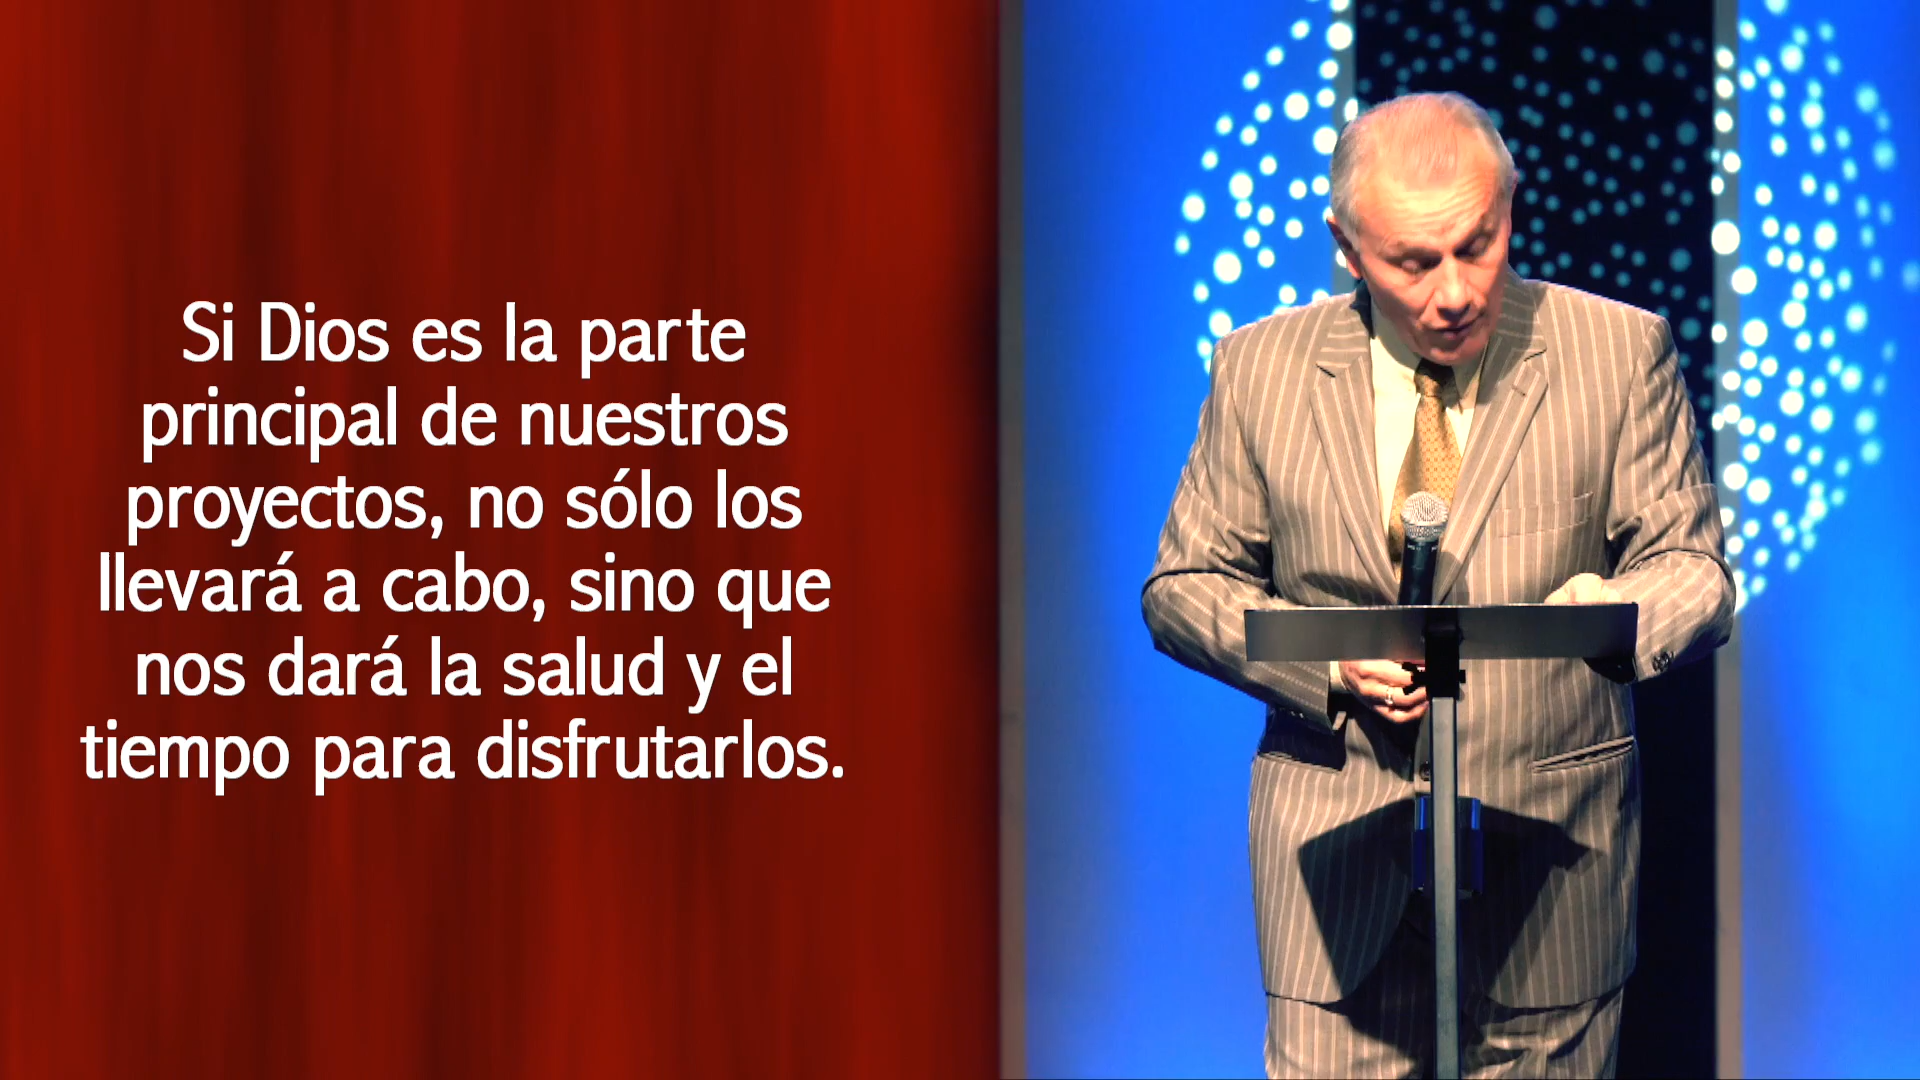 Si Dios es la parte
principal de nuestros
proyectos, no sólo los
llevará a cabo, sino que
nos dará la salud y el
tiempo para disfrutarlos.